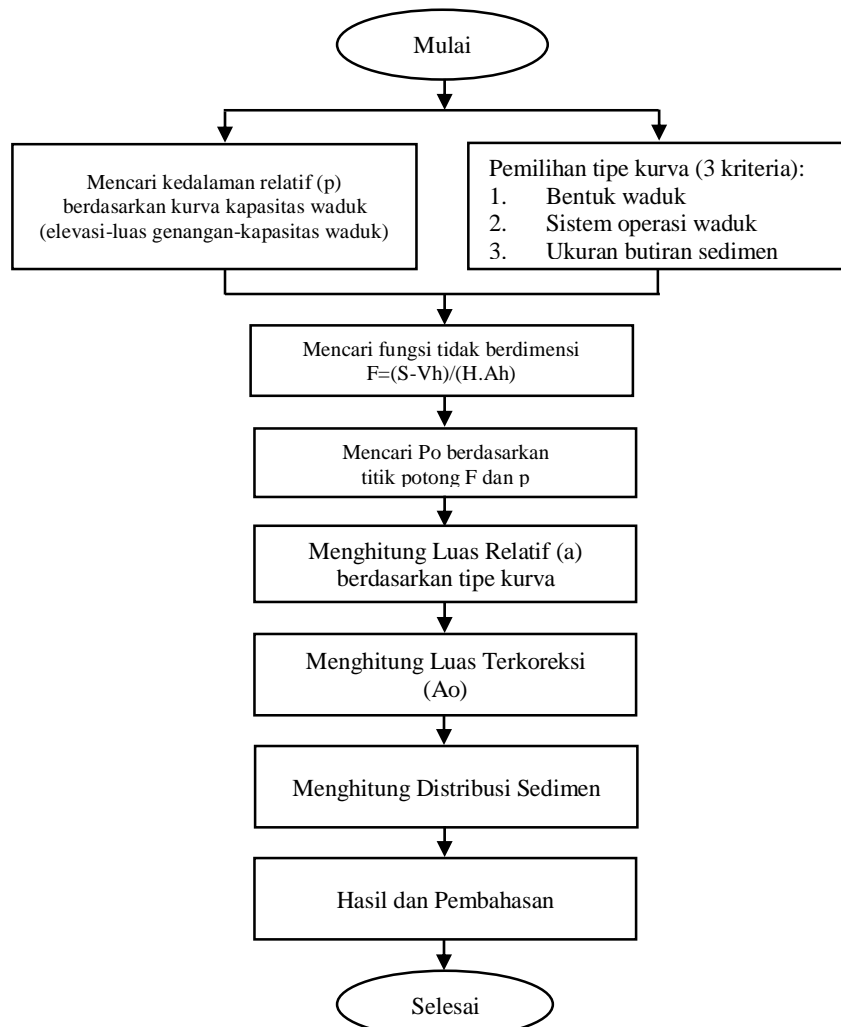 Mulai
Mencari kedalaman relatif (p)
berdasarkan kurva kapasitas waduk
(elevasi-luas genangan-kapasitas waduk)
Pemilihan tipe kurva (3 kriteria):
1. Bentuk waduk
2. Sistem operasi waduk
3. Ukuran butiran sedimen
Mencari fungsi tidak berdimensi
F=(S-Vh)/(H.Ah)
Mencari Po berdasarkan
titik potong F dan p
Menghitung Luas Relatif (a)
berdasarkan tipe kurva
Menghitung Luas Terkoreksi
(Ao)
Menghitung Distribusi Sedimen
Hasil dan Pembahasan
Selesai